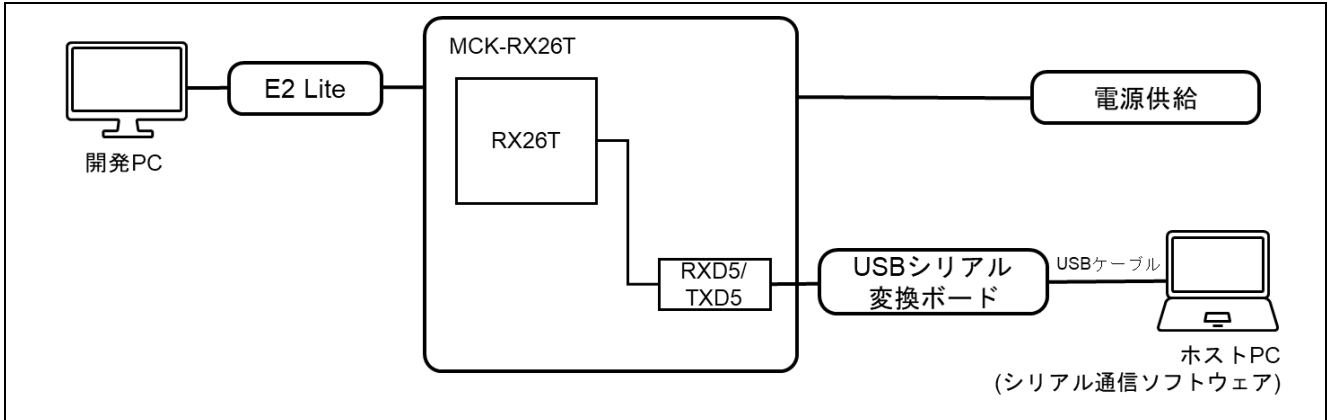 MCK-RX26T
E2 Lite
RX26T
電源供給
開発PC
RXD5/
TXD5
USBシリアル
変換ボード
USBケーブル
ホストPC
(シリアル通信ソフトウェア)